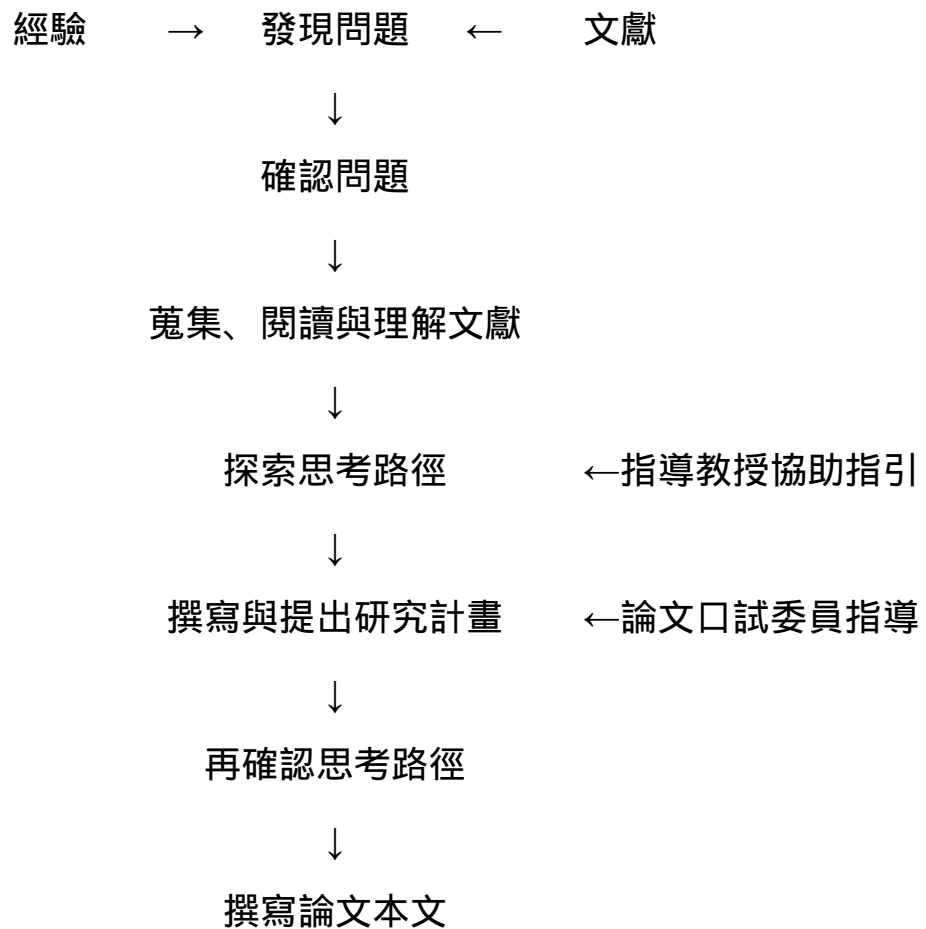 經驗 → 發現問題 ← 文獻
↓
確認問題
↓
蒐集、閱讀與理解文獻
↓
探索思考路徑 ←指導教授協助指引
↓
撰寫與提出研究計畫 ←論文口試委員指導
↓
再確認思考路徑
↓
撰寫論文本文